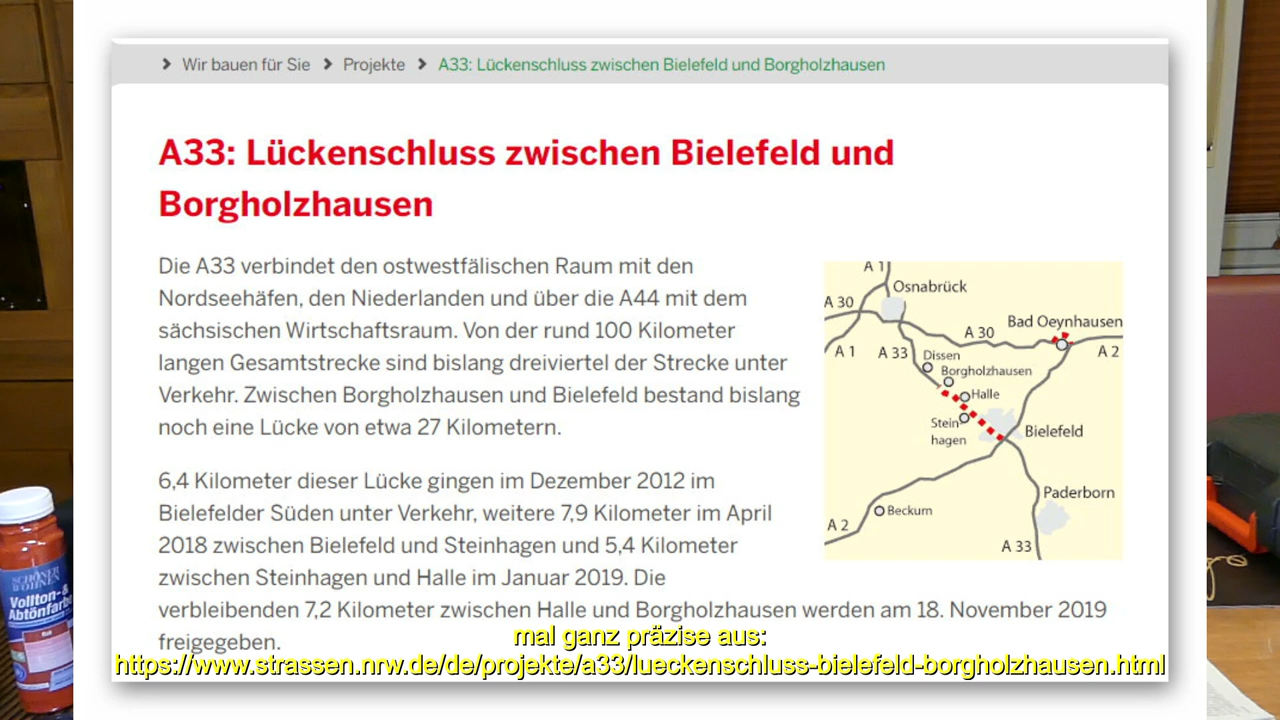 Wir bauen für Sie > Projekte > A33: Lückenschluss zwischen Bielefeld und Borgholzhausen
A33: Lückenschluss zwischen Bielefeld und
Borgholzhausen
Die A33 verbindet den ostwestfälischen Raum mit den
Nordseehäfen, den Niederlanden und über die A44 mit dem
sächsischen Wirtschaftsraum. Von der rund 100 Kilometer
langen Gesamtstrecke sind bislang dreiviertel der Strecke unter
Verkehr. Zwischen Borgholzhausen und Bielefeld bestand bislang
noch eine Lücke von etwa 27 Kilometern.
6,4 Kilometer dieser Lücke gingen im Dezember 2012 im
Bielefelder Süden unter Verkehr, weitere 7,9 Kilometer im April
2018 zwischen Bielefeld und Steinhagen und 5,4 Kilometer
zwischen Steinhagen und Halle im Januar 2019. Die
verbleibenden 7,2 Kilometer zwischen Halle und Borgholzhausen werden am 18. November 2019
freigegeben.
A 1
Osnabrück
A 30
Bad Oeynhausen
A 30
A 1
A 33
A 2
Dissen
Borgholzhausen
Halle
Stein-
hagen
Bielefeld
Paderborn
Beckum
A 2
A 33
mal ganz präzise aus:
https://www.strassen.nrw.de/de/projekte/a33/lueckenschluss-bielefeld-borgholzhausen.html
SCHÖNER
WOHNEN
Vollton-&
Abtönfarbe